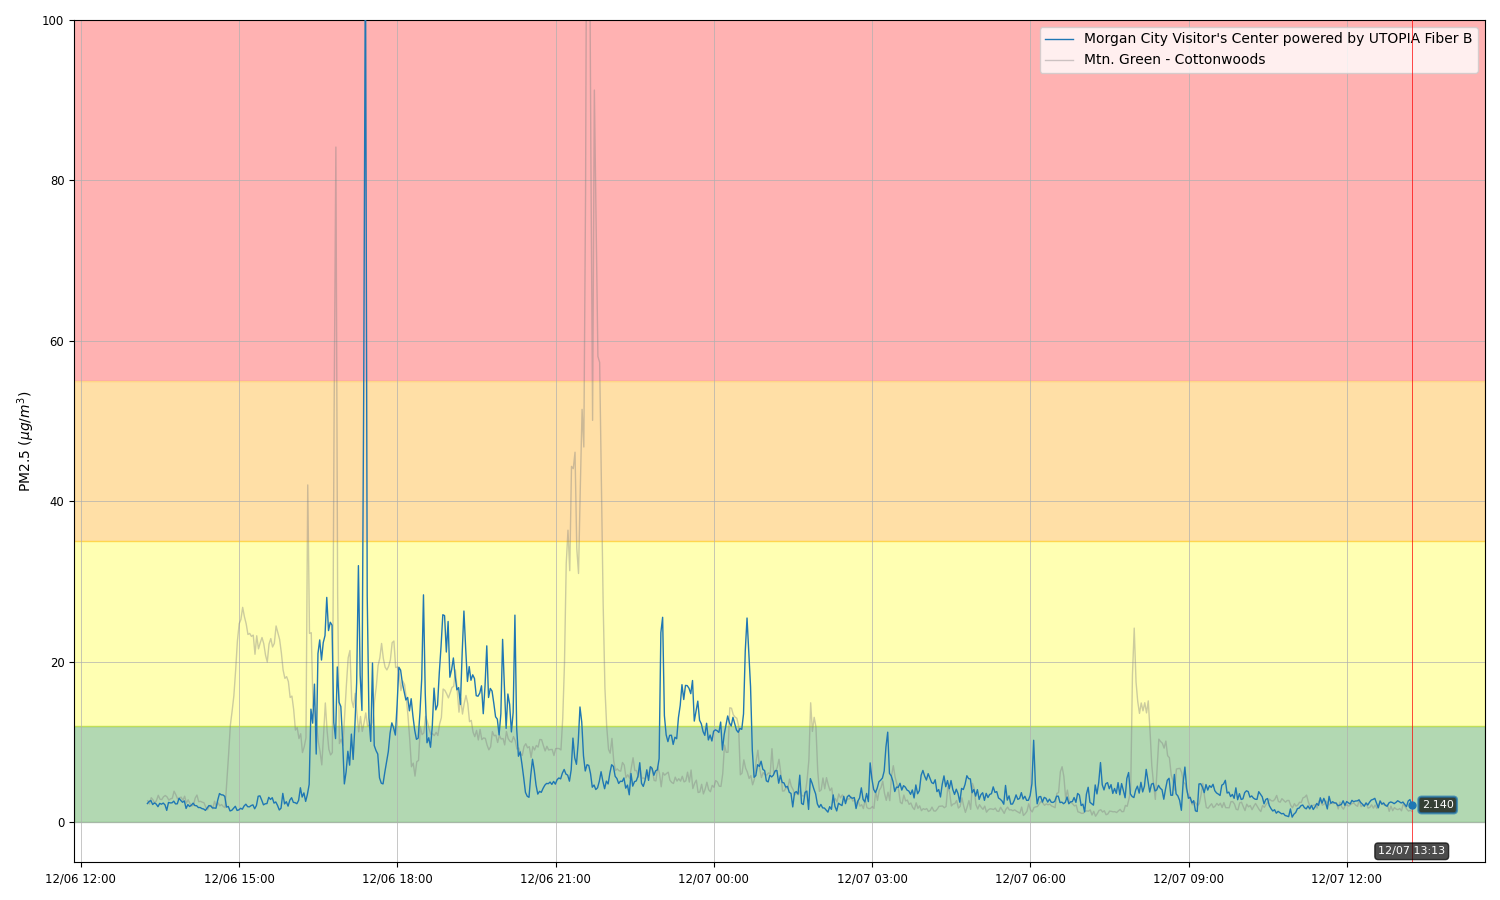 100
80
60
40
20
0
PM2.5 (μg/m³)
Morgan City Visitor's Center powered by UTOPIA Fiber B
Mtn. Green - Cottonwoods
2.140
12/07 13:13
12/06 12:00 12/06 15:00 12/06 18:00 12/06 21:00 12/07 00:00 12/07 03:00 12/07 06:00 12/07 09:00 12/07 12:00